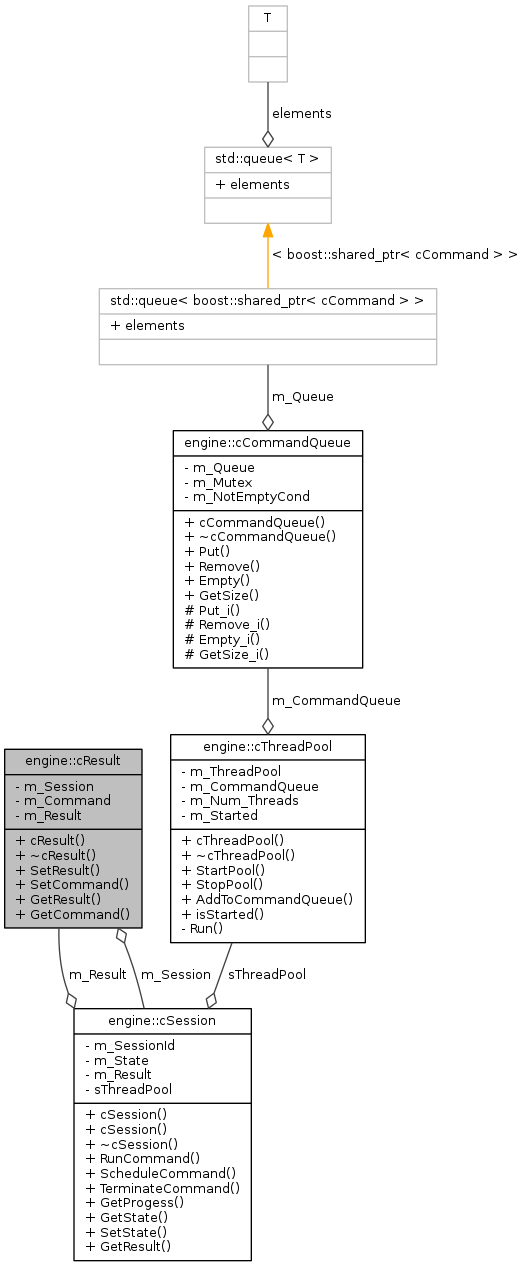 T
elements
std::queue< T >
+ elements
< boost::shared_ptr< cCommand > >
std::queue< boost::shared_ptr< cCommand > >
+ elements
m_Queue
engine::cCommandQueue
- m_Queue
- m_Mutex
- m_NotEmptyCond
+ cCommandQueue()
+ ~cCommandQueue()
+ Put()
+ Remove()
+ Empty()
+ GetSize()
# Put_i()
# Remove_i()
# Empty_i()
# GetSize_i()
m_CommandQueue
engine::cThreadPool
- m_ThreadPool
- m_CommandQueue
- m_Num_Threads
- m_Started
+ cThreadPool()
+ ~cThreadPool()
+ StartPool()
+ StopPool()
+ AddToCommandQueue()
+ isStarted()
- Run()
engine::cResult
- m_Session
- m_Command
- m_Result
+ cResult()
+ ~cResult()
+ SetResult()
+ SetCommand()
+ GetResult()
+ GetCommand()
m_Result
m_Session
sThreadPool
engine::cSession
- m_SessionId
- m_State
- m_Result
- sThreadPool
+ cSession()
+ cSession()
+ ~cSession()
+ RunCommand()
+ ScheduleCommand()
+ TerminateCommand()
+ GetProgess()
+ GetState()
+ SetState()
+ GetResult()